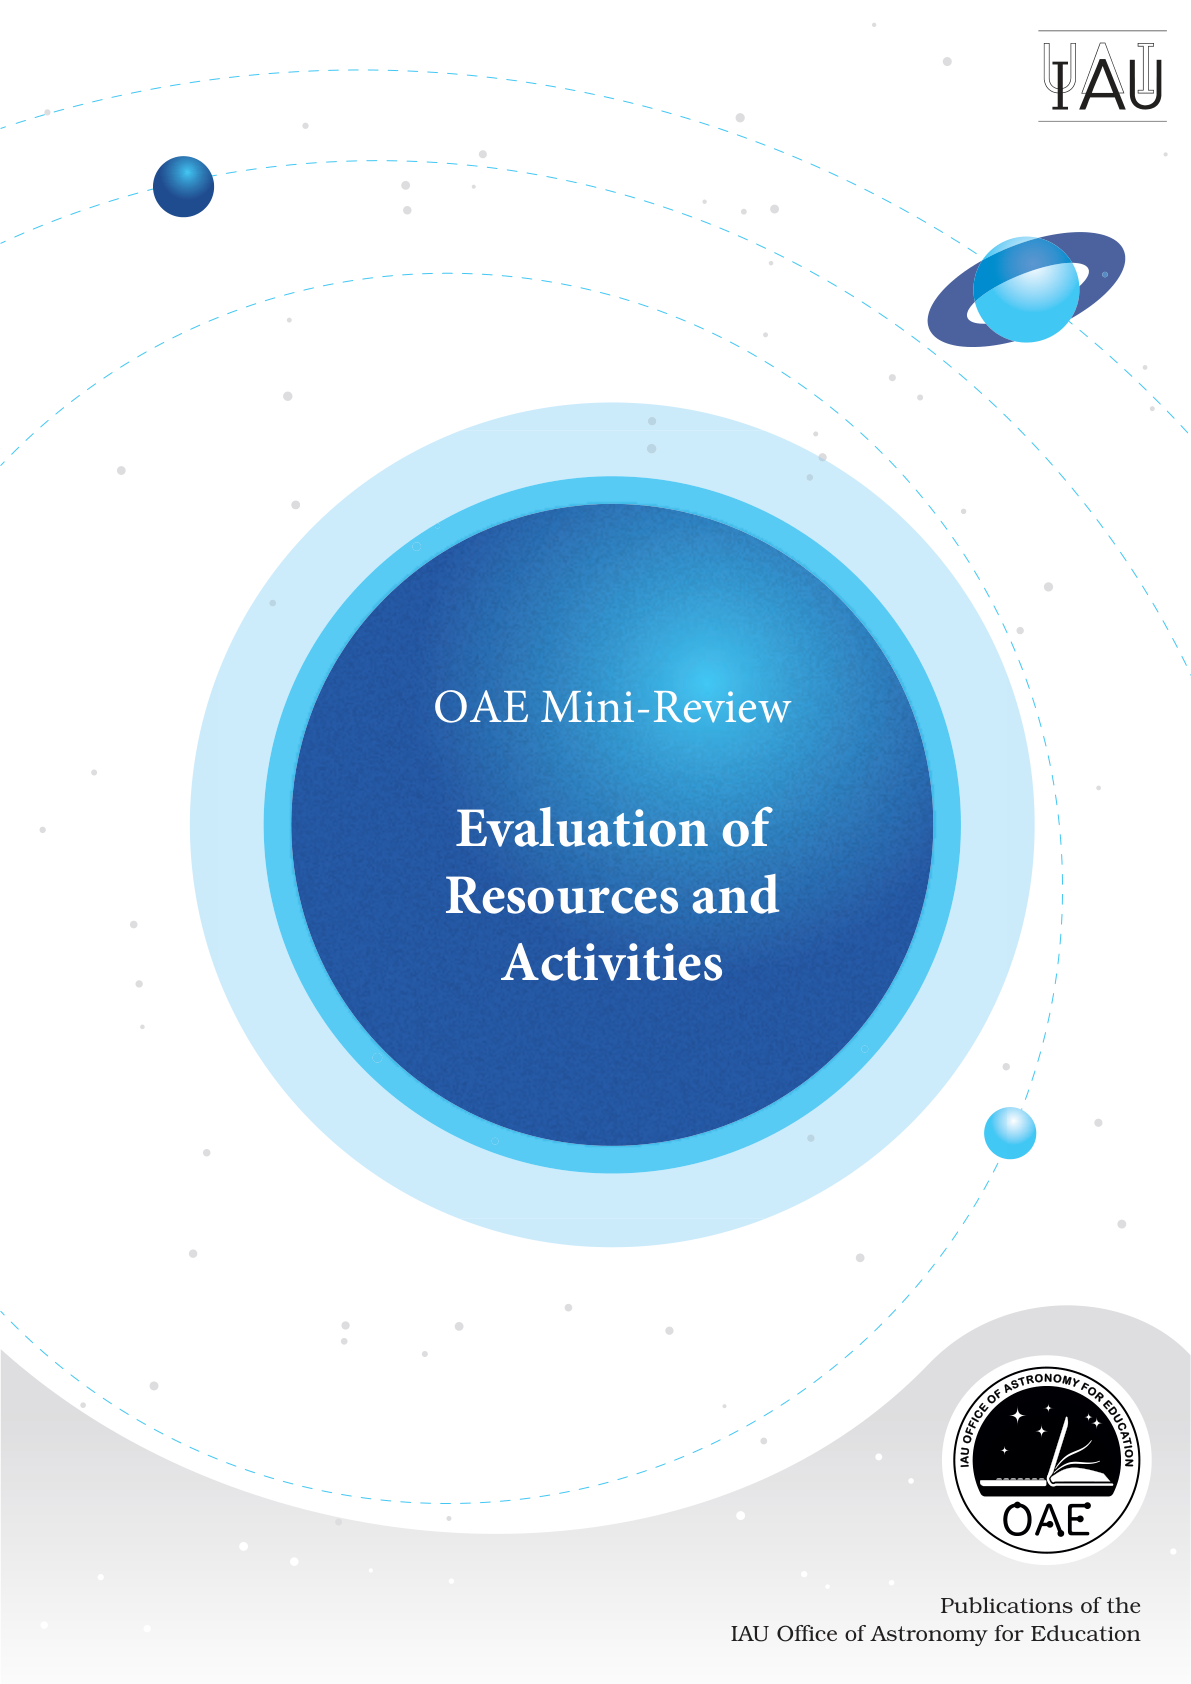 IAU
OAE Mini-Review
Evaluation of
Resources and
Activities
IAU OFFICE OF ASTRONOMY FOR EDUCATION
OAE
Publications of the
IAU Office of Astronomy for Education